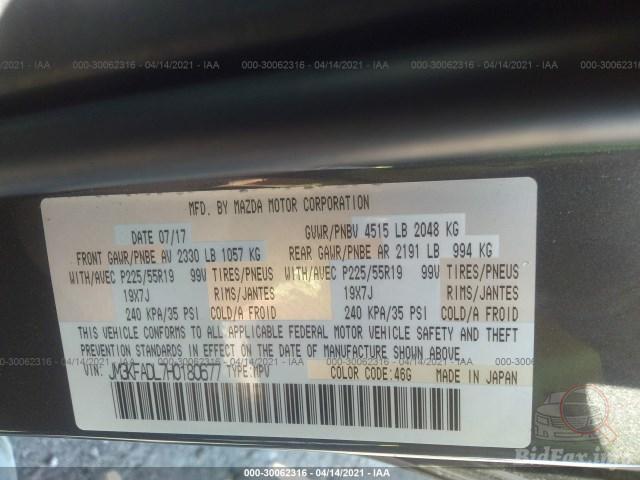 000-30062316 - 04/14/2021 - IAA
MFD. BY MAZDA MOTOR CORPORATION
DATE 07/17 GVWR/PNBV 4515 LB 2048 KG
FRONT GAWR/PNBE AV 2330 LB 1057 KG REAR GAWR/PNBE AR 2191 LB 994 KG
WITH/AVEC P225/55R19 99V TIRES/PNEUS WITH/AVEC P225/55R19 99V TIRES/PNEUS
19X7J RIMS/JANTES 19X7J RIMS/JANTES
240 KPA/35 PSI COLD/A FROID 240 KPA/35 PSI COLD/A FROID
THIS VEHICLE CONFORMS TO ALL APPLICABLE FEDERAL MOTOR VEHICLE SAFETY AND THEFT
PREVENTION STANDARDS IN EFFECT ON THE DATE OF MANUFACTURE SHOWN ABOVE.
VIN: JM3KFADL7H0180677 TYPE:MPV COLOR CODE:46G MADE IN JAPAN
BidFax.info
000-30062316 - 04/14/2021 - IAA